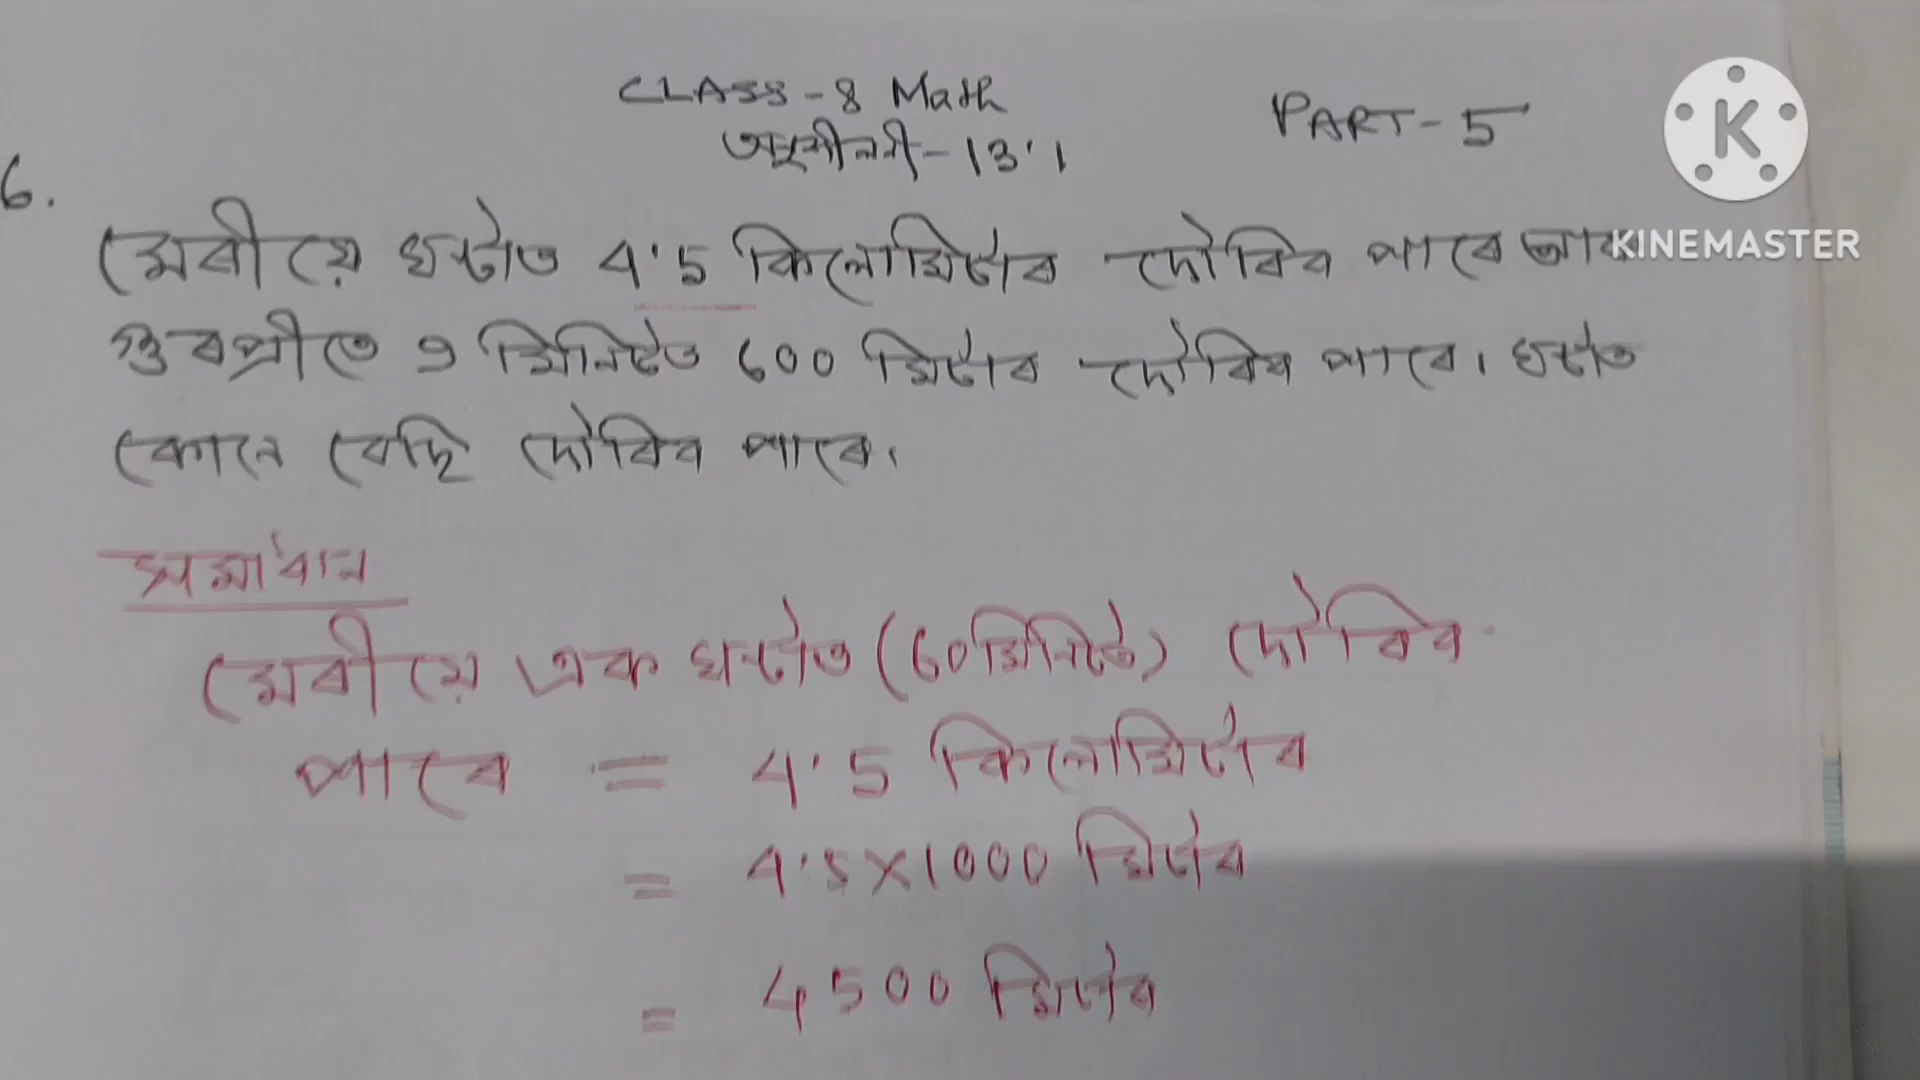 CLASS-8 Math
অনুশীলনী-13.1
PART-5
6.
মেৰীয়ে ঘন্টাত 4.5 কিলোমিটাৰ দৌৰিব পাৰে আৰু
KINEMASTER
গুৰপ্ৰীতে 9 মিনিটত 600 মিটাৰ দৌৰিব পাৰে। ঘন্টাত
কোনে বেছি দৌৰিব পাৰে।
সমাধান
মেৰীয়ে এক ঘন্টাত (60 মিনিটত) দৌৰিব
পাৰে = 4.5 কিলোমিটাৰ
= 4.5×1000 মিটাৰ
= 4500 মিটাৰ